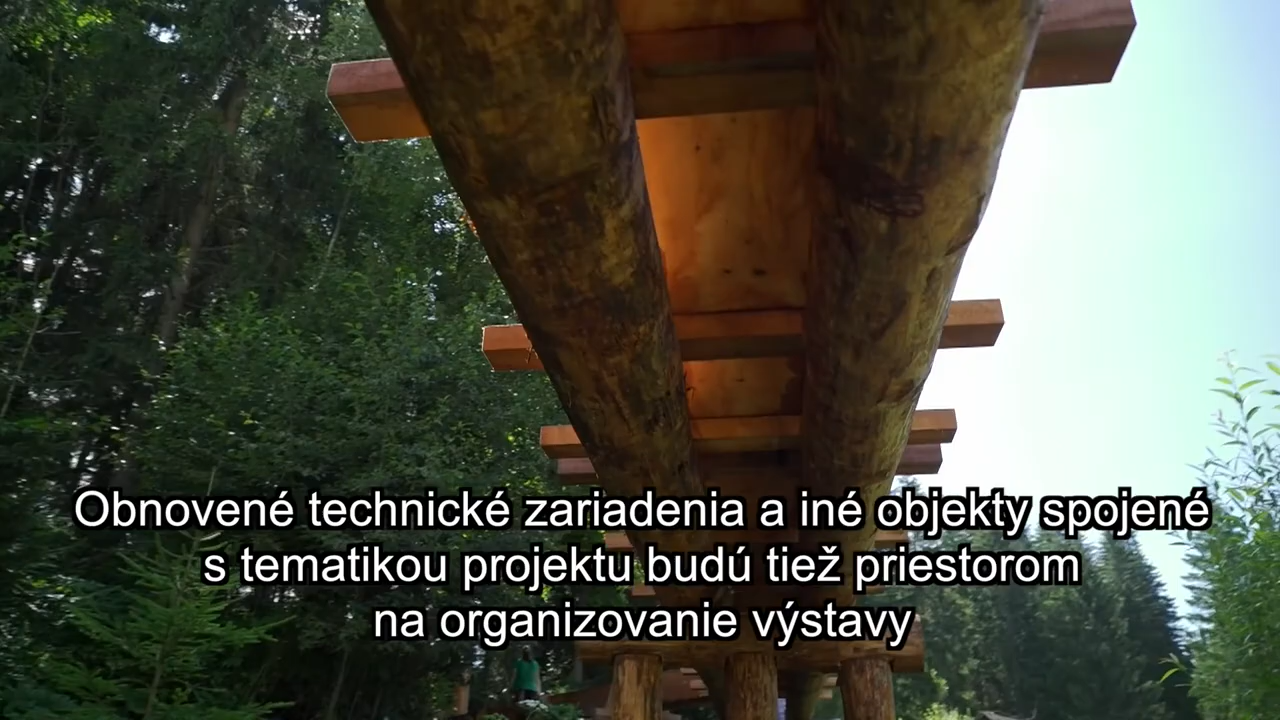 Obnovené technické zariadenia a iné objekty spojené
s tematikou projektu budú tiež priestorom
na organizovanie výstavy